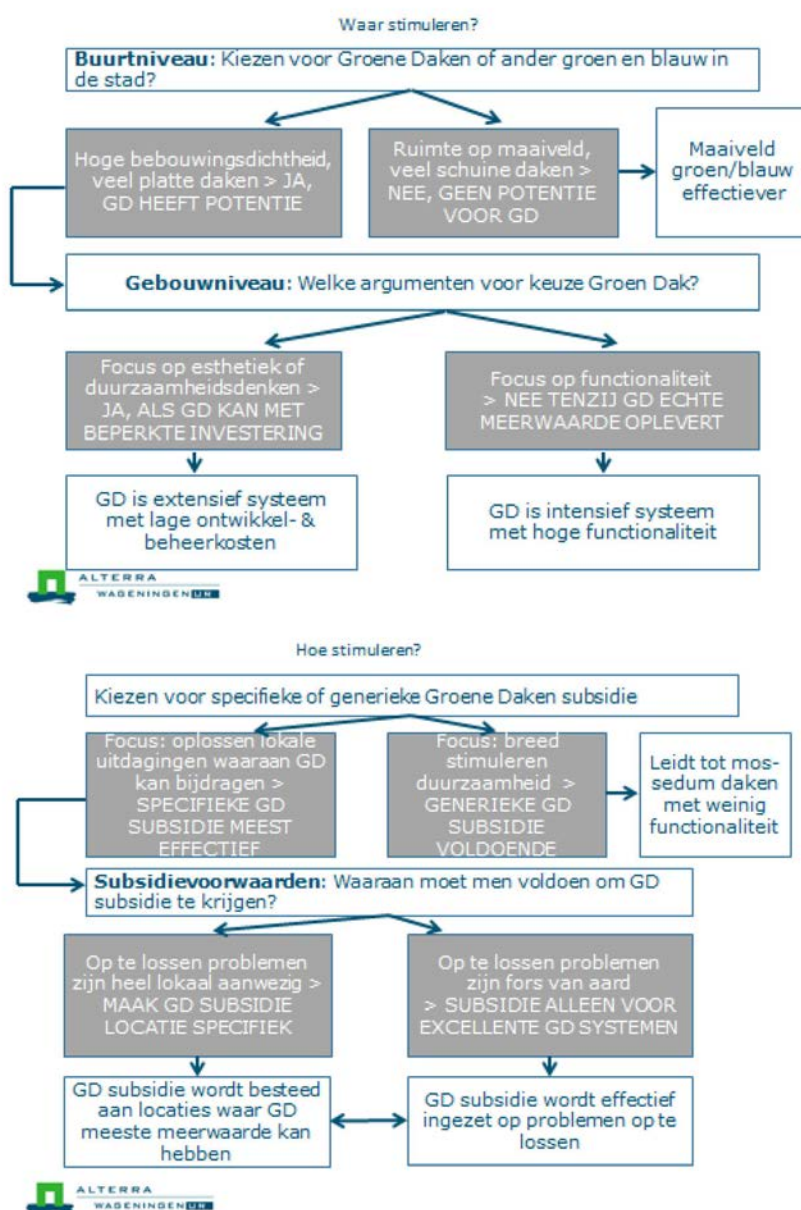 Waar stimuleren?
Buurtniveau: Kiezen voor Groene Daken of ander groen en blauw in
de stad?
Hoge bebouwingsdichtheid,
veel platte daken > JA,
GD HEEFT POTENTIE
Ruimte op maaiveld,
veel schuine daken >
NEE, GEEN POTENTIE
VOOR GD
Maaiveld
groen/blauw
effectiever
Gebouwniveau: Welke argumenten voor keuze Groen Dak?
Focus op esthetiek of
duurzaamheidsdenken >
JA, ALS GD KAN MET
BEPERKTE INVESTERING
Focus op functionaliteit
> NEE TENZIJ GD ECHTE
MEERWAARDE OPLEVERT
GD is extensief systeem
met lage ontwikkel- &
beheerkosten
GD is intensief systeem
met hoge functionaliteit
ALTERRA
WAGENINGEN UR
Hoe stimuleren?
Kiezen voor specifieke of generieke Groene Daken subsidie
Focus: oplossen lokale
uitdagingen waaraan GD
kan bijdragen >
SPECIFIEKE GD
SUBSIDIE MEEST
EFFECTIEF
Focus: breed
stimuleren
duurzaamheid >
GENERIEKE GD
SUBSIDIE
VOLDOENDE
Leidt tot mos-
sedum daken
met weinig
functionaliteit
Subsidievoorwaarden: Waaraan moet men voldoen om GD
subsidie te krijgen?
Op te lossen problemen
zijn heel lokaal aanwezig >
MAAK GD SUBSIDIE
LOCATIE SPECIFIEK
Op te lossen problemen
zijn fors van aard
> SUBSIDIE ALLEEN VOOR
EXCELLENTE GD SYSTEMEN
GD subsidie wordt besteed
aan locaties waar GD
meeste meerwaarde kan
hebben
GD subsidie wordt effectief
ingezet op problemen op te
lossen
ALTERRA
WAGENINGEN UR